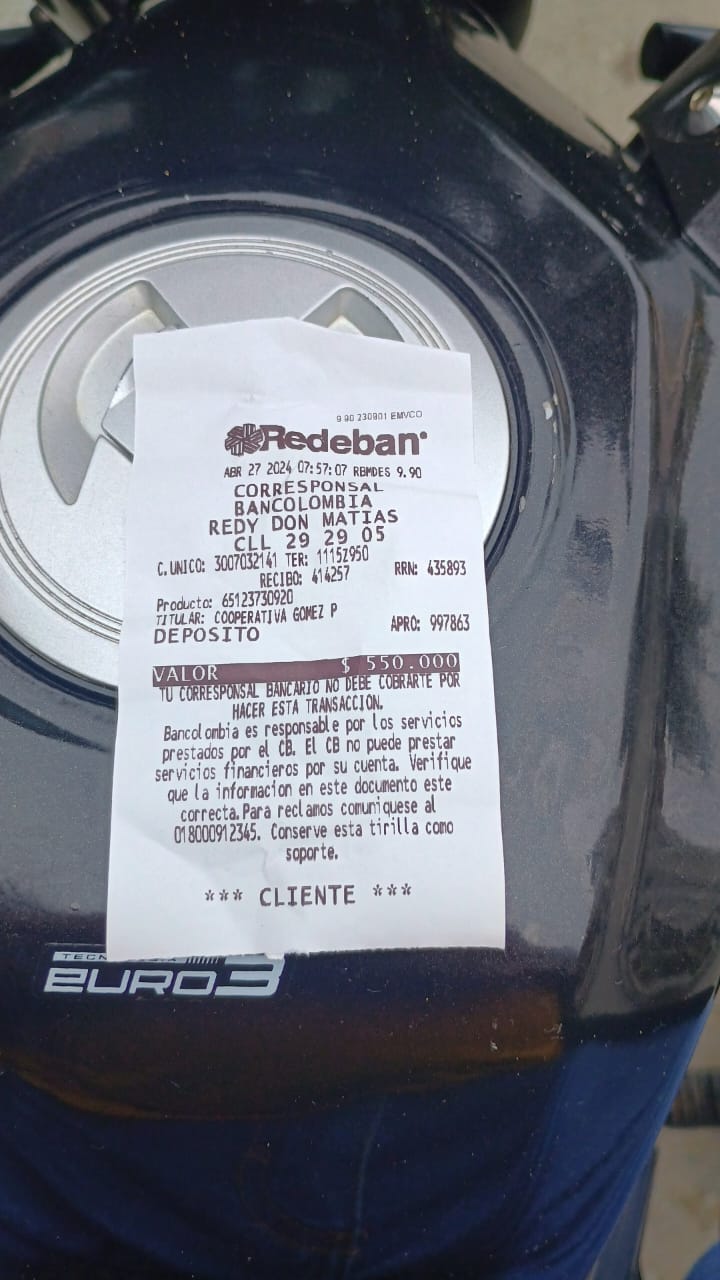 9 90 230901 EMVCO
Redeban
ABR 27 2024 07:57:07 RBMDES 9.90
CORRESPONSAL
BANCOLOMBIA
REDY DON MATIAS
CLL 29 29 05
C.UNICO: 3007032141 TER: 1115Z950
RECIBO: 414257 RRN: 435893
Producto: 65123730920
TITULAR: COOPERATIVA GOMEZ P
DEPOSITO APRO: 997863
VALOR $ 550.000
TU CORRESPONSAL BANCARIO NO DEBE COBRARTE POR
HACER ESTA TRANSACCION.
Bancolombia es responsable por los servicios
prestados por el CB. El CB no puede prestar
servicios financieros por su cuenta. Verifique
que la informacion en este documento este
correcta.Para reclamos comuniquese al
018000912345. Conserve esta tirilla como
soporte.
*** CLIENTE ***
EURO3